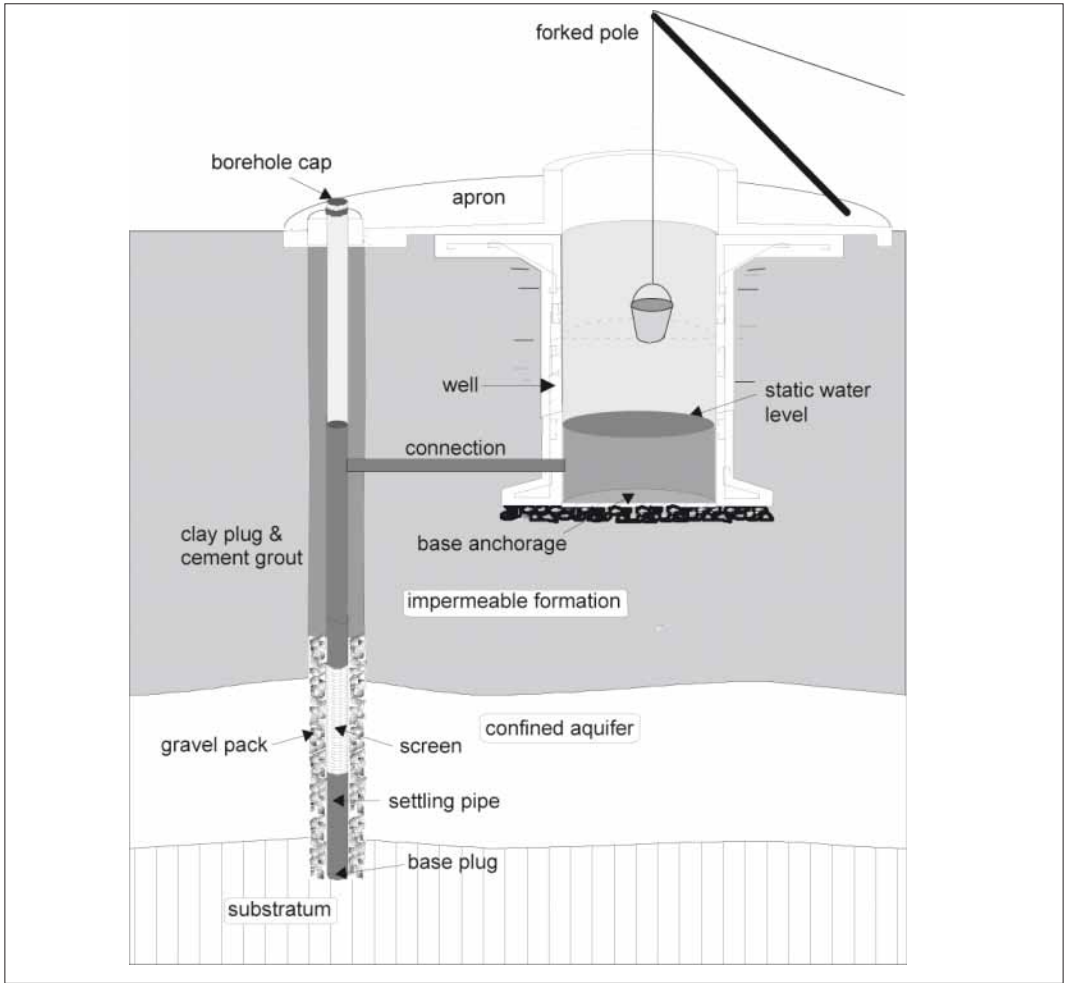 forked pole
borehole cap
apron
well
static water
level
connection
clay plug &
cement grout
base anchorage
impermeable formation
confined aquifer
gravel pack
screen
settling pipe
base plug
substratum